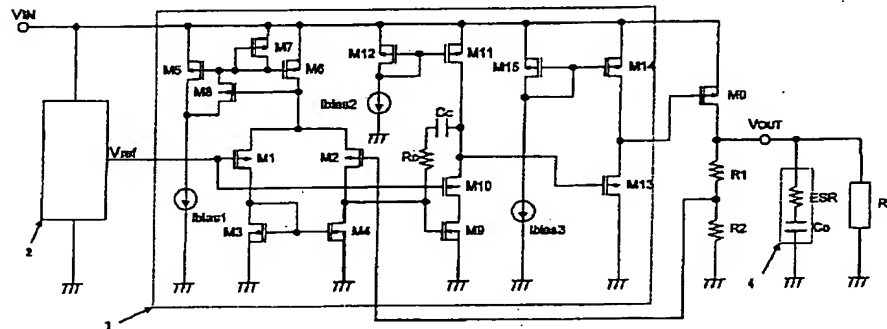 VIN
M7
M12
M11
M5
M6
M15
M14
M8
M0
Ibias2
Cc
VOUT
Vref
M1
M2
Rc
R1
M10
ESR
M13
Ibias1
M3
M4
M9
Ibias3
R2
Co
2
4
1